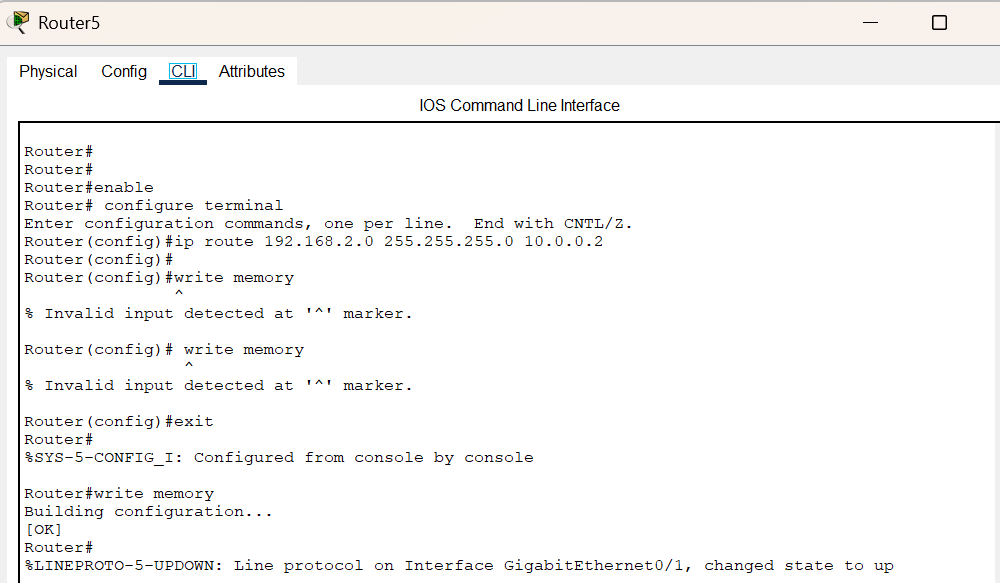 Router5
Physical Config CLI Attributes
IOS Command Line Interface
Router#
Router#
Router#enable
Router# configure terminal
Enter configuration commands, one per line.  End with CNTL/Z.
Router(config)#ip route 192.168.2.0 255.255.255.0 10.0.0.2
Router(config)#
Router(config)#write memory
^
% Invalid input detected at '^' marker.
Router(config)# write memory
^
% Invalid input detected at '^' marker.
Router(config)#exit
Router#
%SYS-5-CONFIG_I: Configured from console by console
Router#write memory
Building configuration...
[OK]
Router#
%LINEPROTO-5-UPDOWN: Line protocol on Interface GigabitEthernet0/1, changed state to up